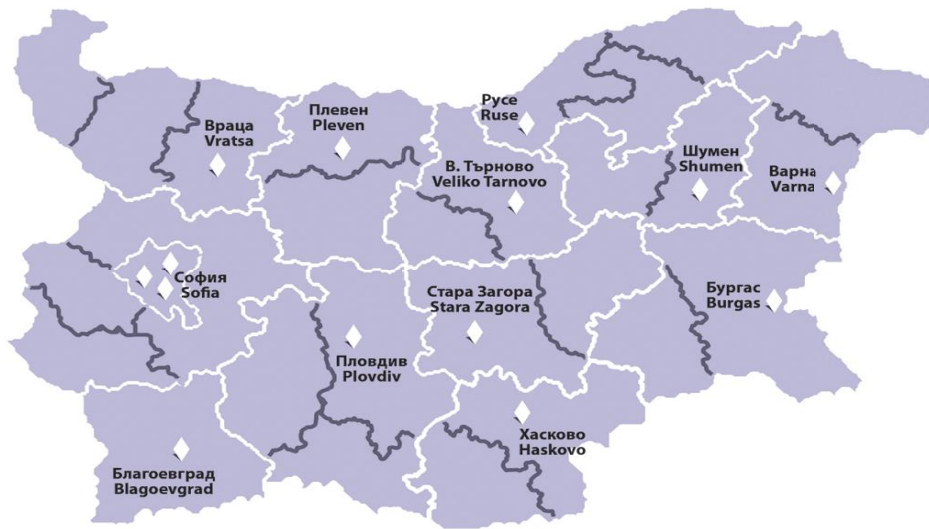 Русе
Ruse
Плевен
Pleven
Враца
Vratsa
Шумен
Shumen
В. Търново
Veliko Tarnovo
Варна
Varna
София
Sofia
Стара Загора
Stara Zagora
Бургас
Burgas
Пловдив
Plovdiv
Хасково
Haskovo
Благоевград
Blagoevgrad